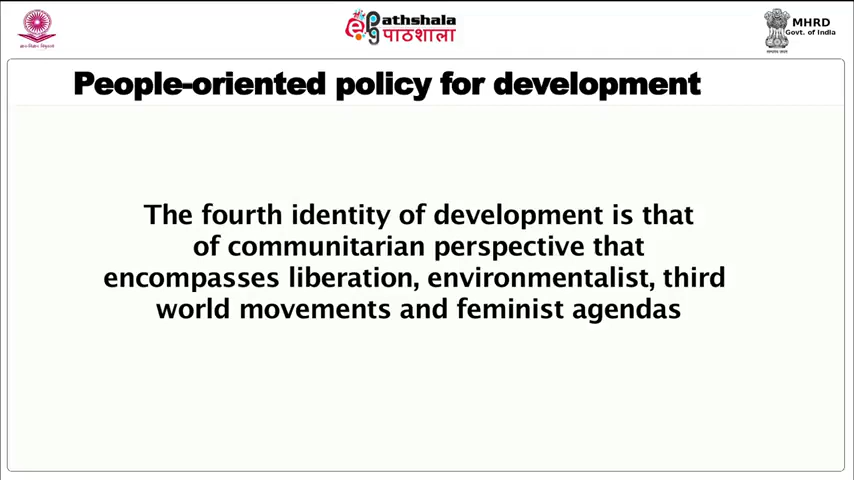 ePathshala
पाठशाला
MHRD
Govt. of India
People-oriented policy for development
The fourth identity of development is that
of communitarian perspective that
encompasses liberation, environmentalist, third
world movements and feminist agendas